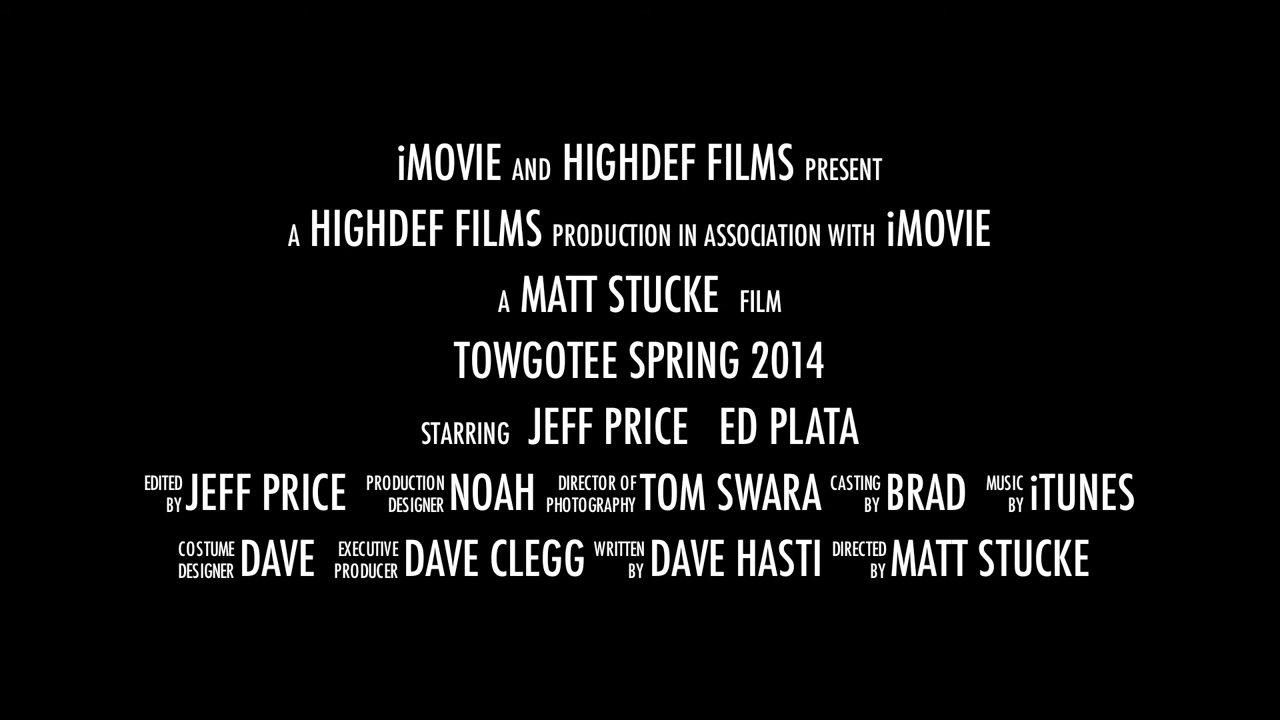 iMOVIE AND HIGHDEF FILMS PRESENT
A HIGHDEF FILMS PRODUCTION IN ASSOCIATION WITH iMOVIE
A MATT STUCKE FILM
TOWGOTEE SPRING 2014
STARRING JEFF PRICE ED PLATA
EDITED BY JEFF PRICE PRODUCTION DESIGNER NOAH DIRECTOR OF PHOTOGRAPHY TOM SWARA CASTING BY BRAD MUSIC BY iTUNES
COSTUME DESIGNER DAVE EXECUTIVE PRODUCER DAVE CLEGG WRITTEN BY DAVE HASTI DIRECTED BY MATT STUCKE